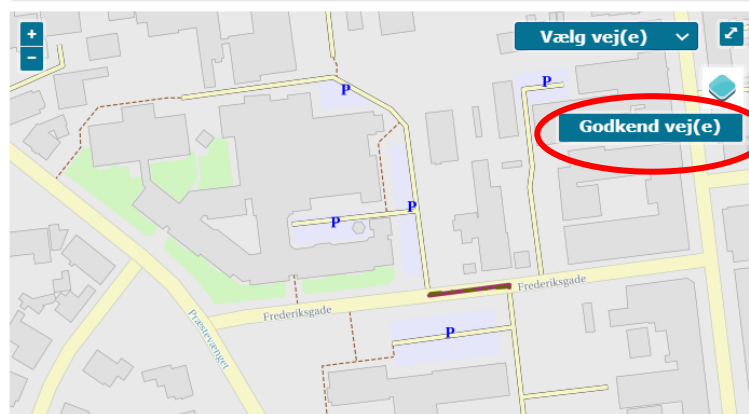 +
Vælg vej(e)
−
P
P
Godkend vej(e)
P
P
Frederiksgade
Frederiksgade
Præstevænget
P